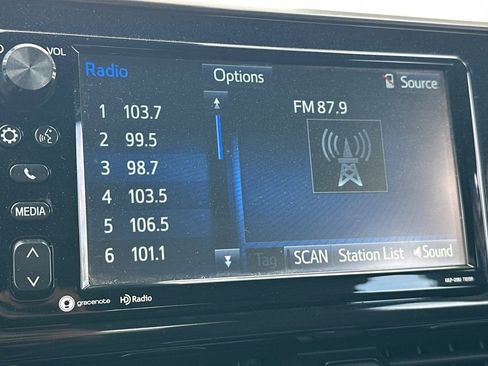 VOL
Radio
Options
Source
1 103.7
2 99.5
3 98.7
4 103.5
5 106.5
6 101.1
FM 87.9
Tag SCAN Station List Sound
MEDIA
gracenote HD Radio